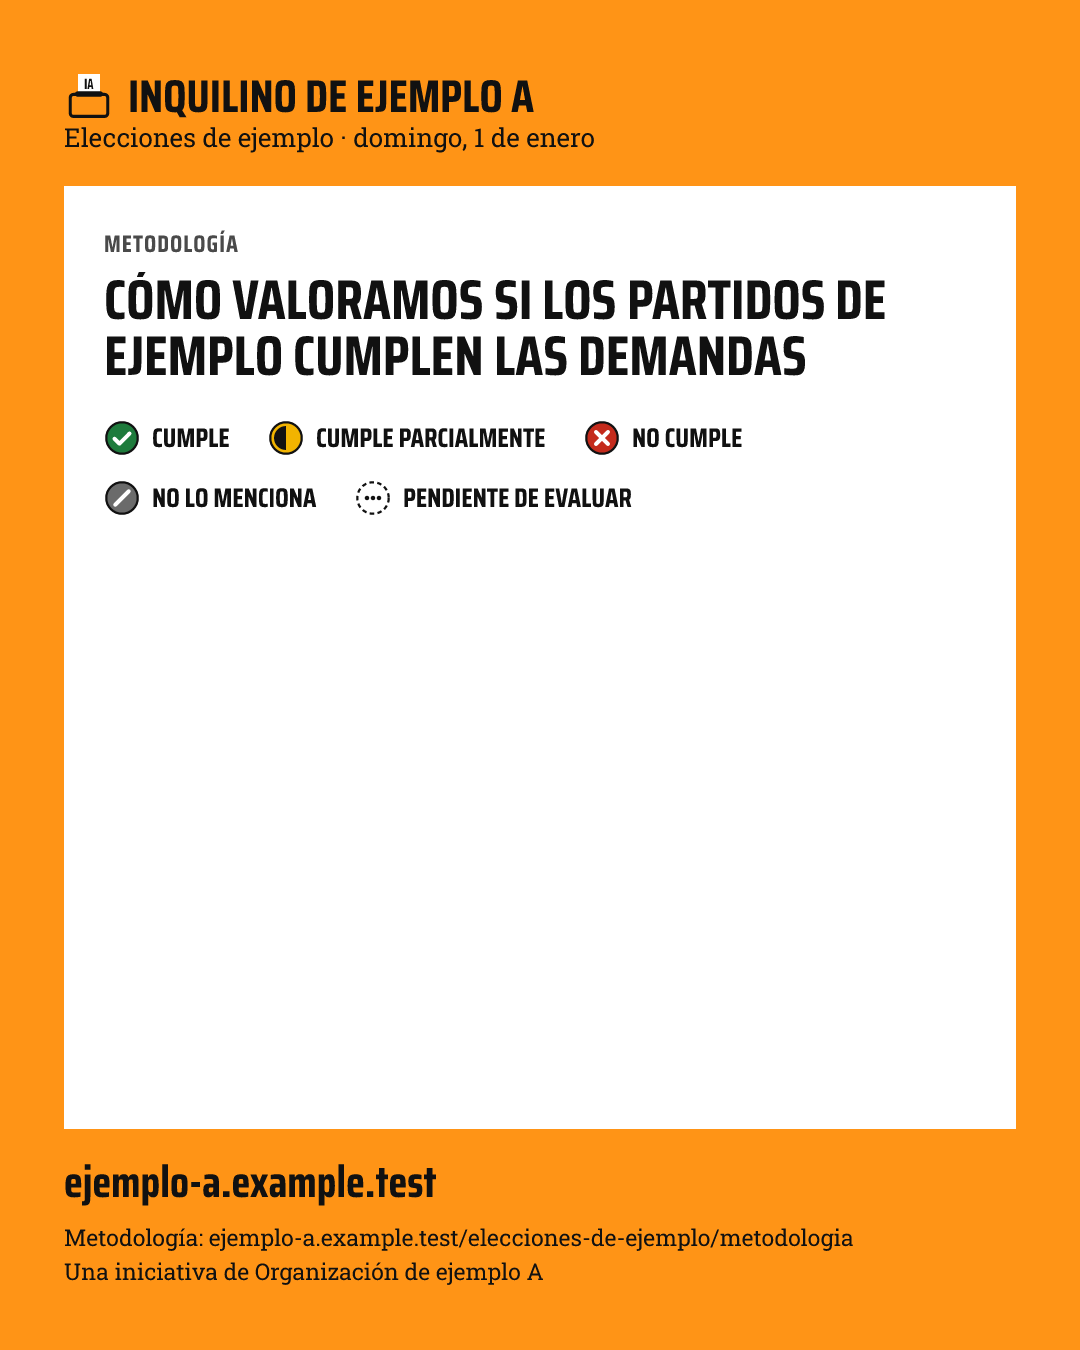 IA
INQUILINO DE EJEMPLO A
Elecciones de ejemplo · domingo, 1 de enero
METODOLOGÍA
CÓMO VALORAMOS SI LOS PARTIDOS DE
EJEMPLO CUMPLEN LAS DEMANDAS
CUMPLE CUMPLE PARCIALMENTE NO CUMPLE
NO LO MENCIONA PENDIENTE DE EVALUAR
ejemplo-a.example.test
Metodología: ejemplo-a.example.test/elecciones-de-ejemplo/metodologia
Una iniciativa de Organización de ejemplo A